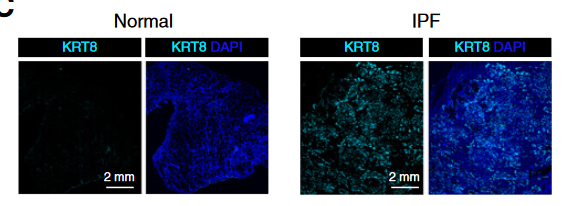 C
Normal IPF
KRT8 KRT8 DAPI KRT8 KRT8 DAPI
2 mm 2 mm